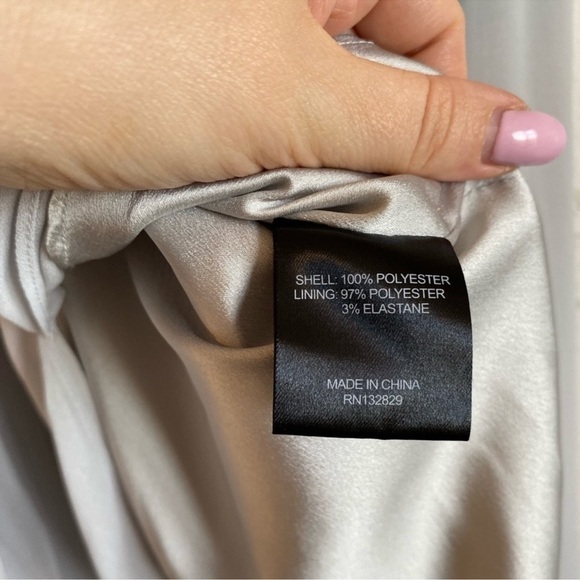 SHELL: 100% POLYESTER
LINING: 97% POLYESTER
3% ELASTANE
MADE IN CHINA
RN132829